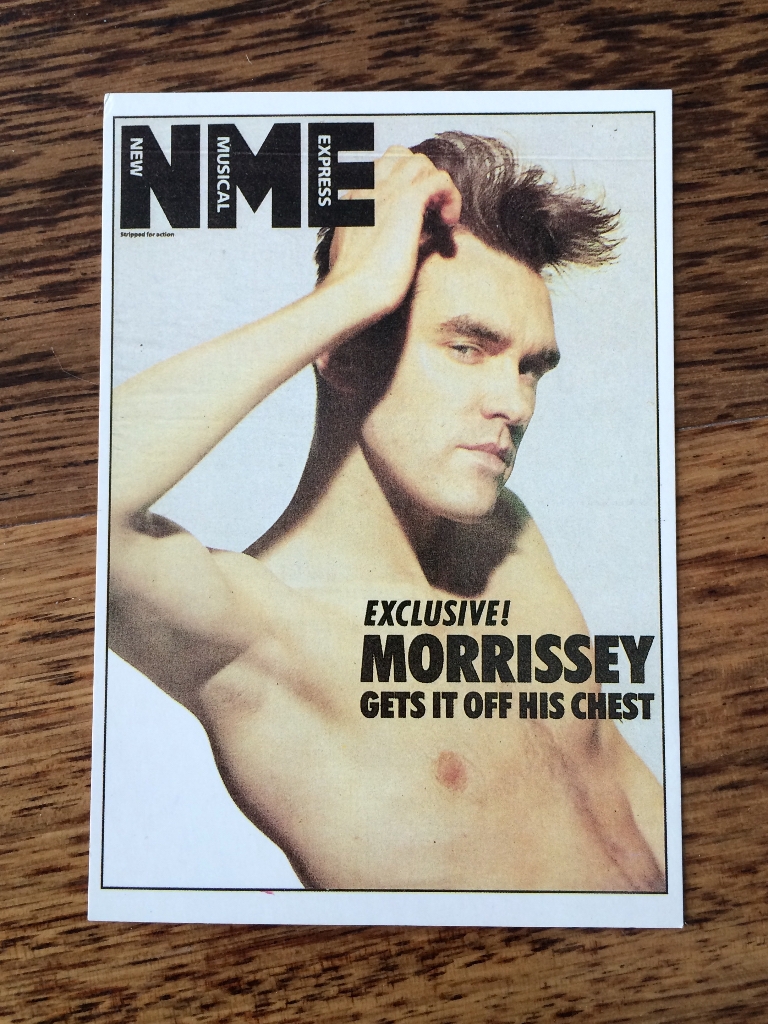 NME
NEW
MUSICAL
EXPRESS
Stripped for action
EXCLUSIVE!
MORRISSEY
GETS IT OFF HIS CHEST